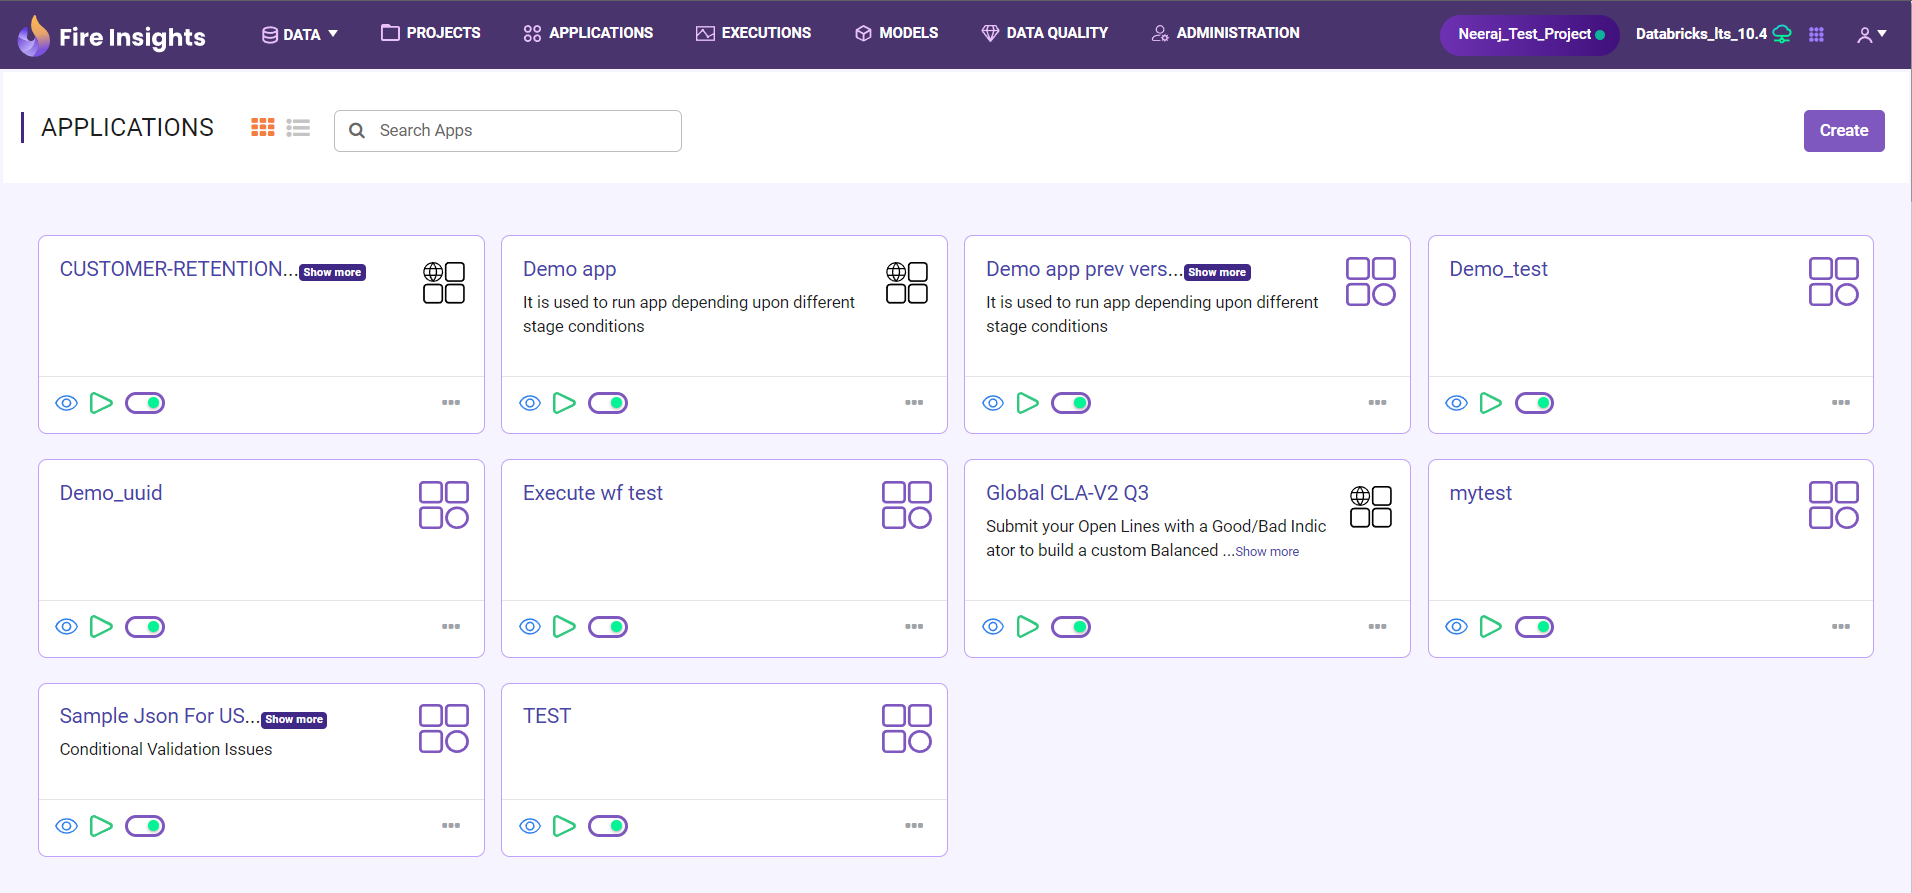 Fire Insights
DATA
PROJECTS
APPLICATIONS
EXECUTIONS
MODELS
DATA QUALITY
ADMINISTRATION
Neeraj_Test_Project
Databricks_lts_10.4
APPLICATIONS
Search Apps
Create
CUSTOMER-RETENTION...Show more
Demo app
It is used to run app depending upon different
stage conditions
Demo app prev vers...Show more
It is used to run app depending upon different
stage conditions
Demo_test
Demo_uuid
Execute wf test
Global CLA-V2 Q3
Submit your Open Lines with a Good/Bad Indic
ator to build a custom Balanced ...Show more
mytest
Sample Json For US...Show more
Conditional Validation Issues
TEST